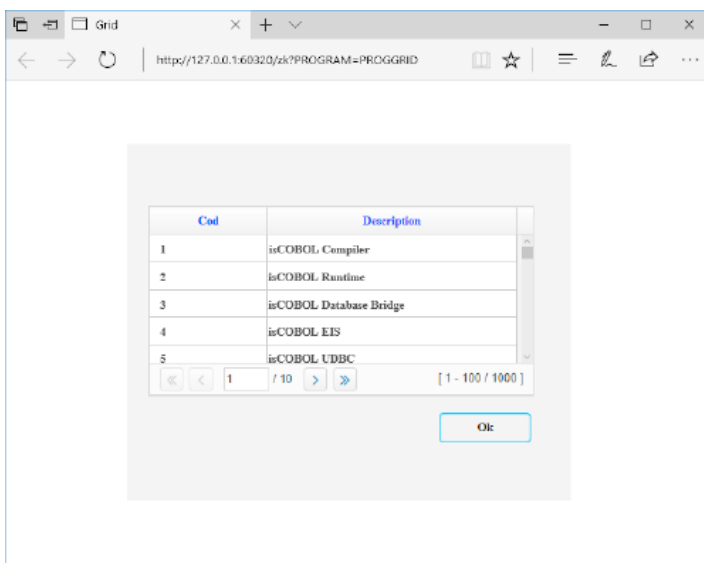 Grid
http://127.0.0.1:60320/zk?PROGRAM=PROGGRID
Cod Description
1 isCOBOL Compiler
2 isCOBOL Runtime
3 isCOBOL Database Bridge
4 isCOBOL EIS
5 isCOBOL UDBC
1 / 10 [ 1 - 100 / 1000 ]
Ok